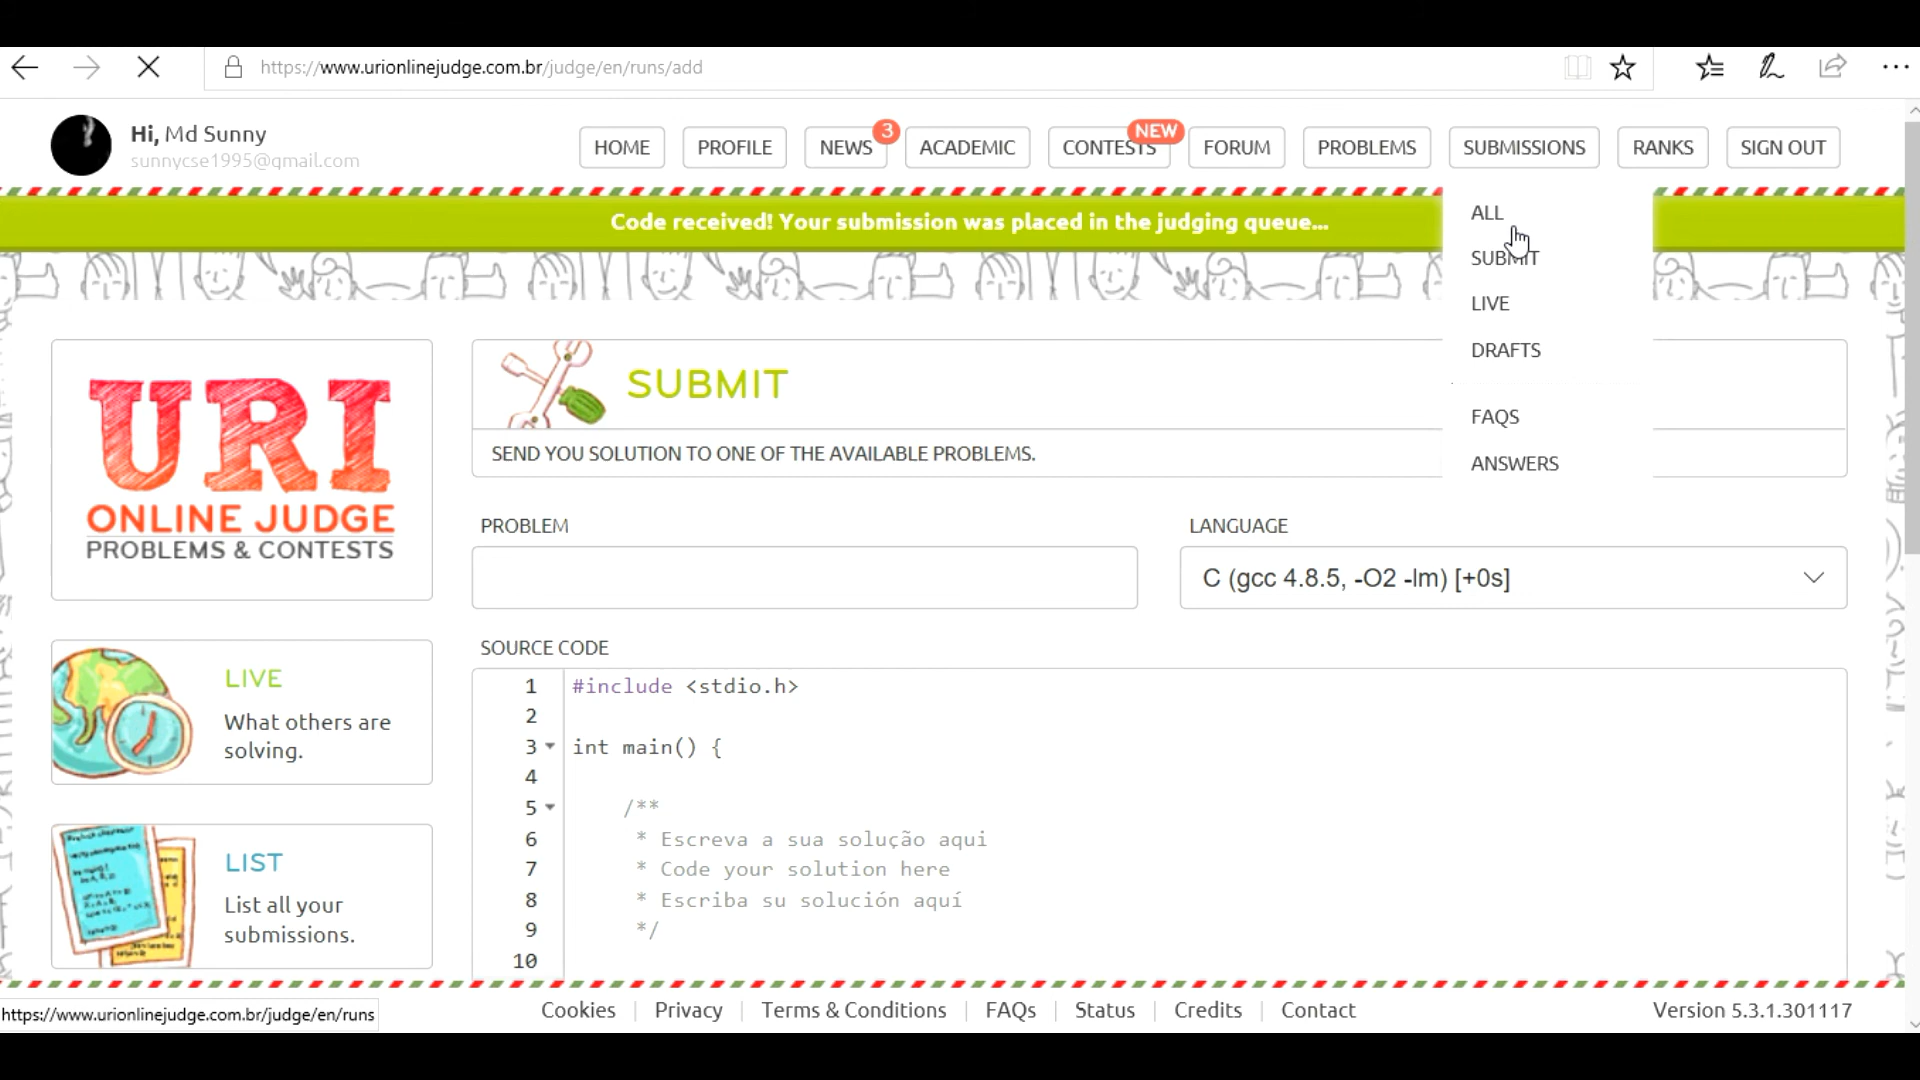 https://www.urionlinejudge.com.br/judge/en/runs/add
Hi, Md Sunny
sunnycse1995@gmail.com
HOME
PROFILE
NEWS
3
ACADEMIC
CONTESTS
NEW
FORUM
PROBLEMS
SUBMISSIONS
RANKS
SIGN OUT
Code received! Your submission was placed in the judging queue...
ALL
SUBMIT
LIVE
DRAFTS
FAQS
ANSWERS
URI
ONLINE JUDGE
PROBLEMS & CONTESTS
LIVE
What others are
solving.
LIST
List all your
submissions.
SUBMIT
SEND YOU SOLUTION TO ONE OF THE AVAILABLE PROBLEMS.
PROBLEM
LANGUAGE
C (gcc 4.8.5, -O2 -lm) [+0s]
SOURCE CODE
1 #include <stdio.h>
2
3 int main() {
4
5 /**
6 * Escreva a sua solução aqui
7 * Code your solution here
8 * Escriba su solución aquí
9 */
10
https://www.urionlinejudge.com.br/judge/en/runs
Cookies
Privacy
Terms & Conditions
FAQs
Status
Credits
Contact
Version 5.3.1.301117